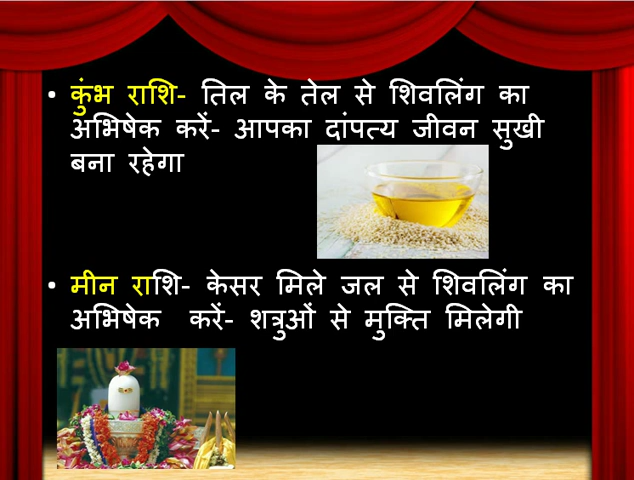 • कुंभ राशि- तिल के तेल से शिवलिंग का
अभिषेक करें- आपका दांपत्य जीवन सुखी
बना रहेगा
• मीन राशि- केसर मिले जल से शिवलिंग का
अभिषेक करें- शत्रुओं से मुक्ति मिलेगी